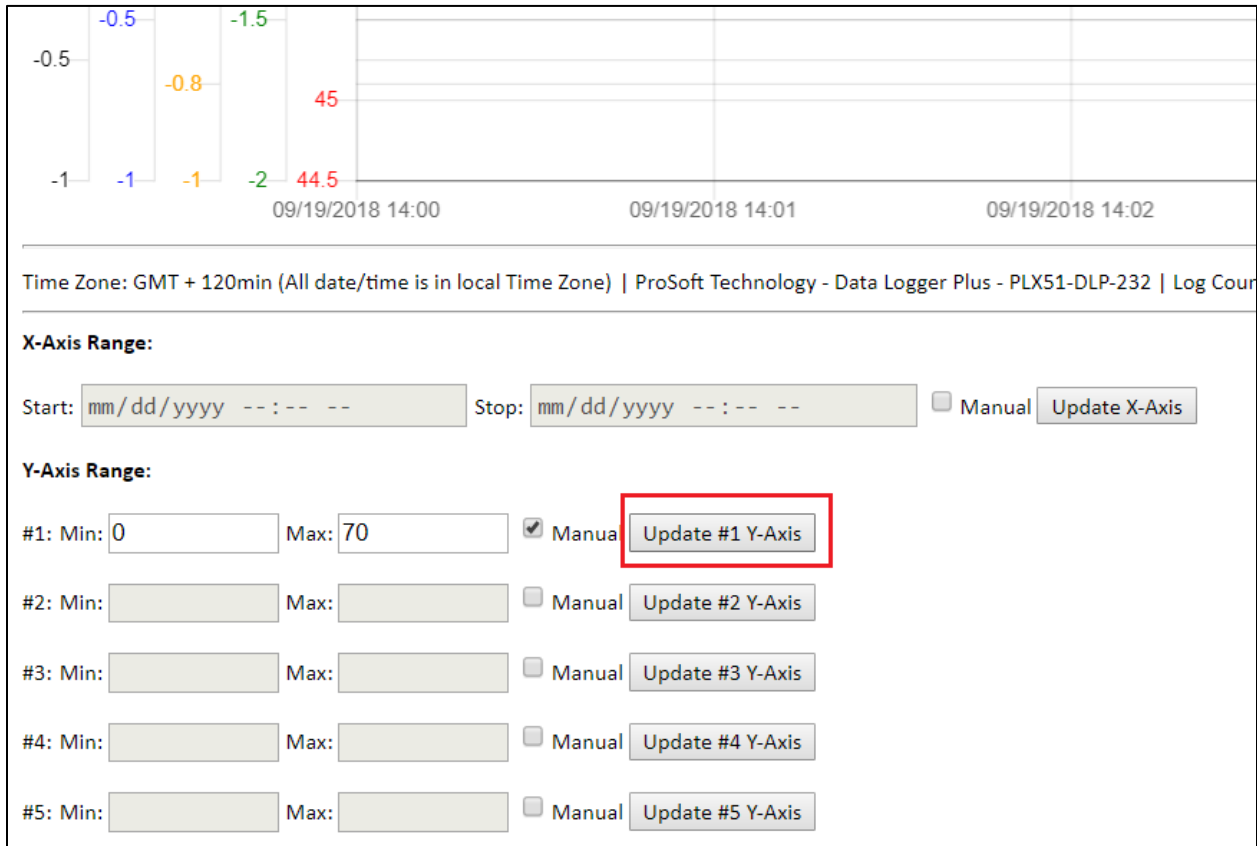 -0.5 -1.5
-0.5
-0.8
45
-1 -1 -1 -2 44.5
09/19/2018 14:00 09/19/2018 14:01 09/19/2018 14:02
Time Zone: GMT + 120min (All date/time is in local Time Zone) | ProSoft Technology - Data Logger Plus - PLX51-DLP-232 | Log Cour
X-Axis Range:
Start: mm/dd/yyyy --:-- -- Stop: mm/dd/yyyy --:-- -- Manual Update X-Axis
Y-Axis Range:
#1: Min: 0 Max: 70 Manual Update #1 Y-Axis
#2: Min: Max: Manual Update #2 Y-Axis
#3: Min: Max: Manual Update #3 Y-Axis
#4: Min: Max: Manual Update #4 Y-Axis
#5: Min: Max: Manual Update #5 Y-Axis